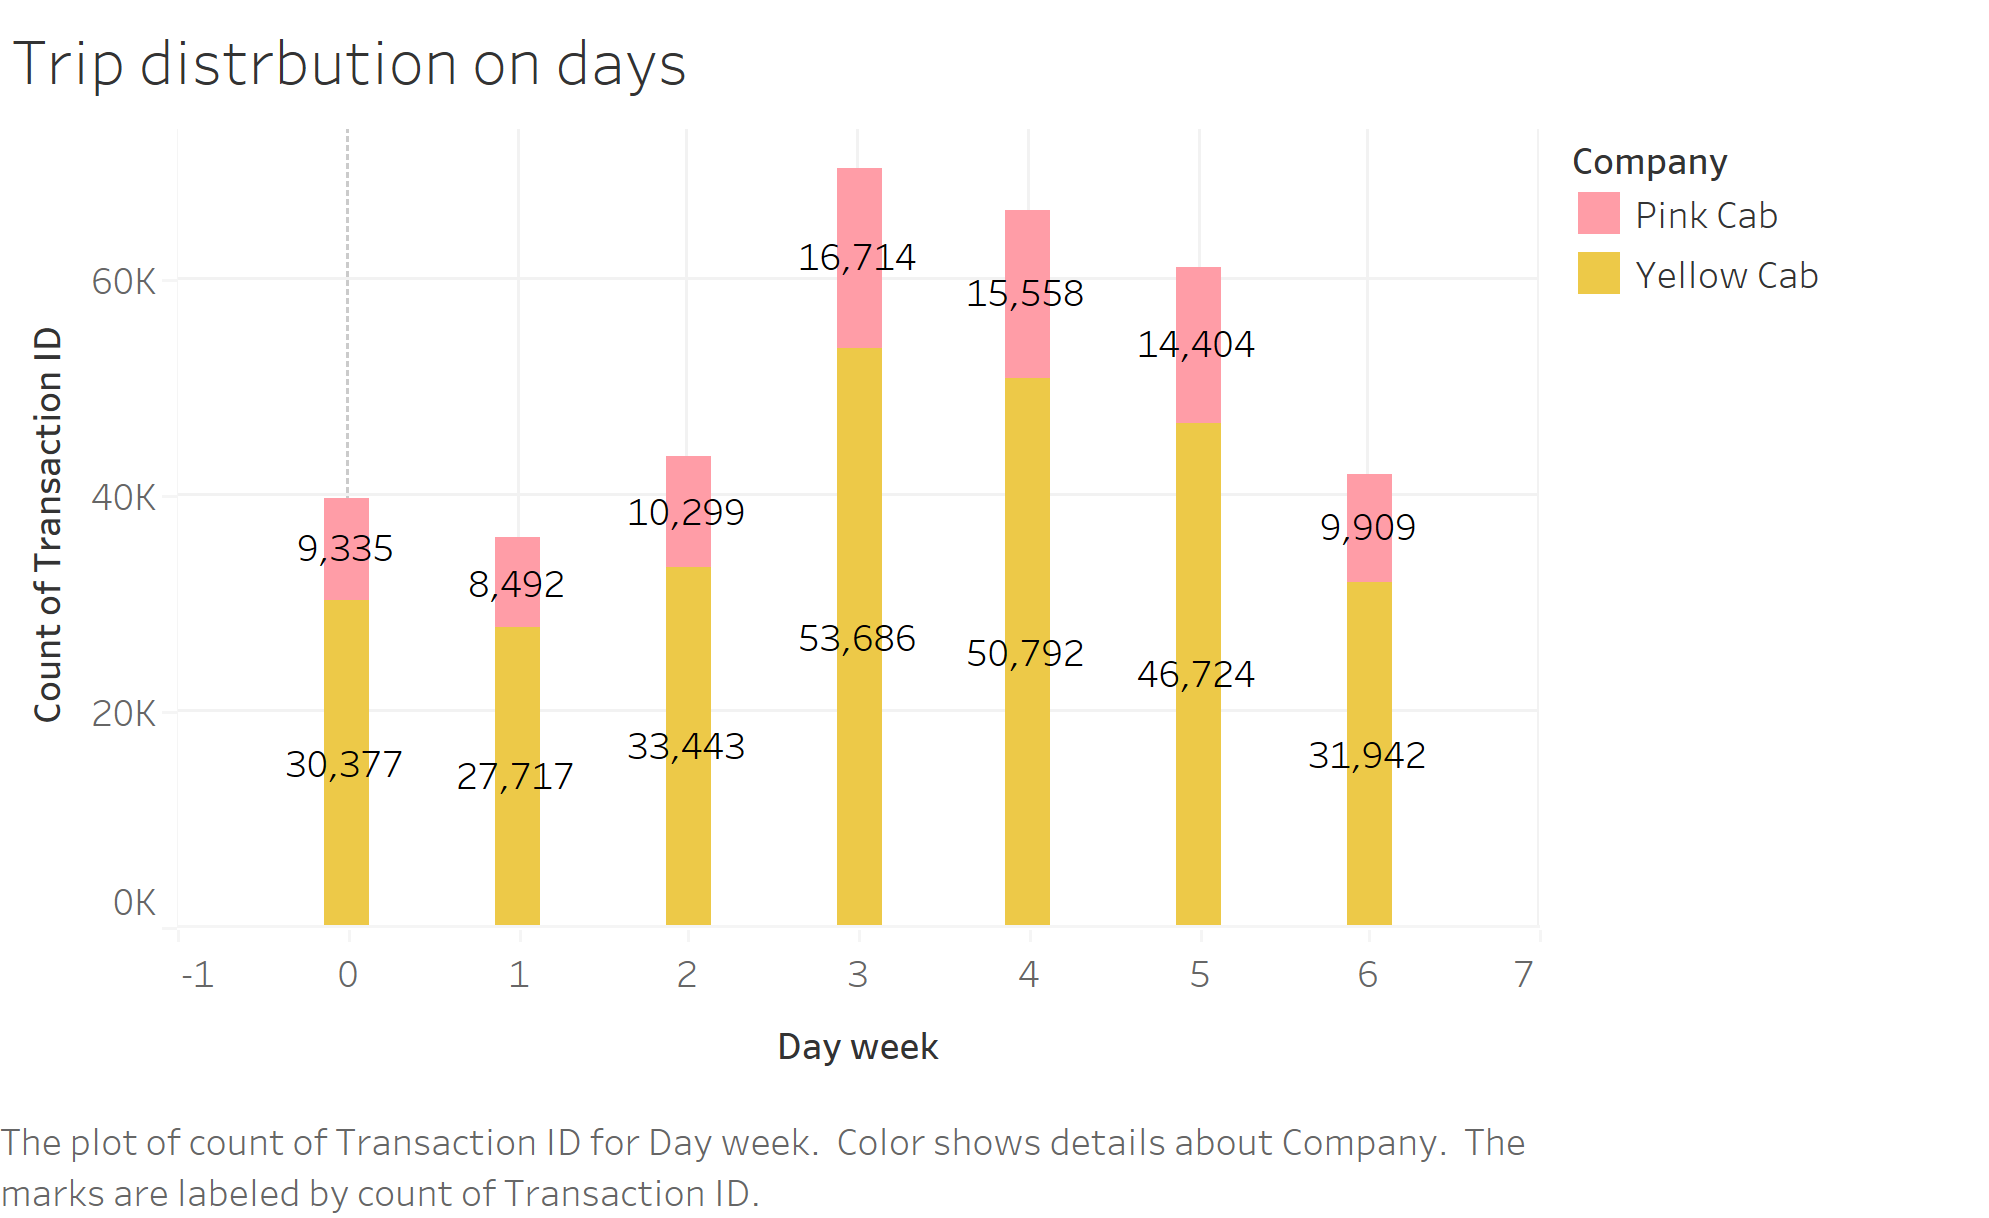 Trip distrbution on days
Company
Pink Cab
Yellow Cab
Count of Transaction ID
60K
40K
20K
0K
16,714
15,558
14,404
10,299
9,909
9,335
8,492
53,686
50,792
46,724
33,443
31,942
30,377
27,717
-1 0 1 2 3 4 5 6 7
Day week
The plot of count of Transaction ID for Day week.  Color shows details about Company.  The
marks are labeled by count of Transaction ID.